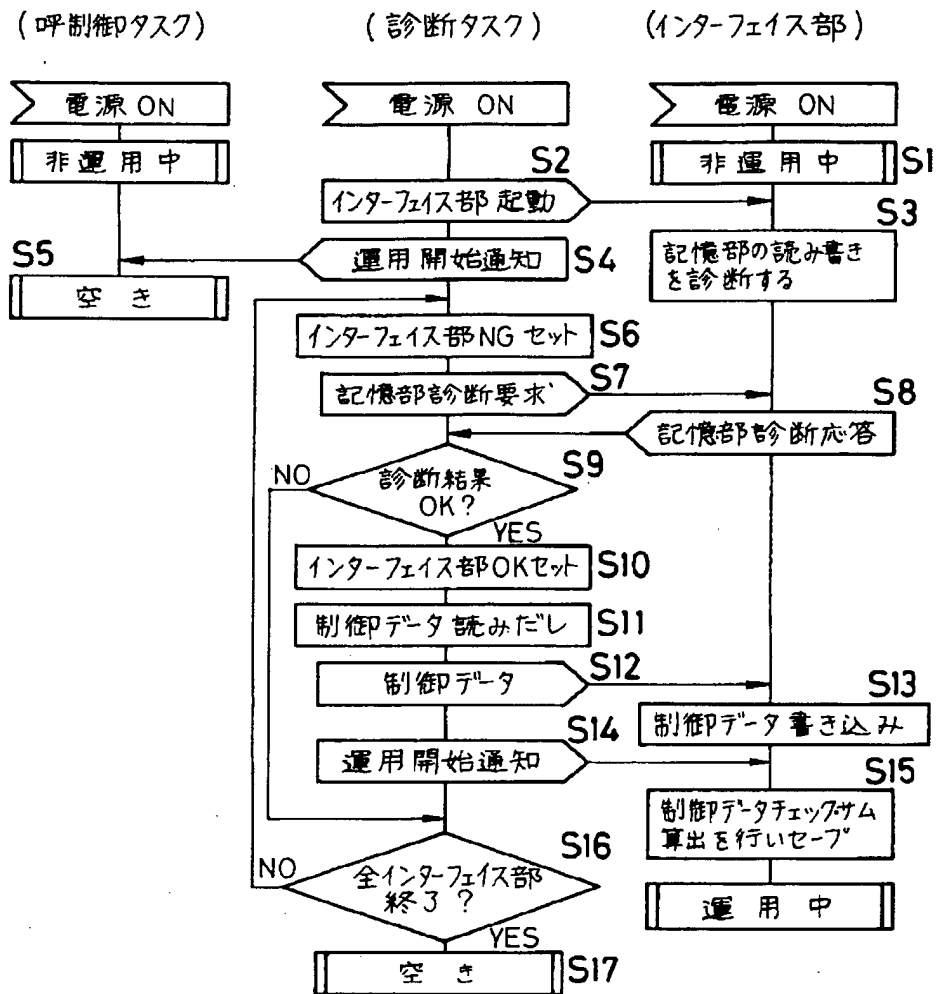 (呼制御タスク)
(診断タスク)
(インターフェイス部)
電源ON
電源 ON
電源 ON
非運用中
非運用中
S1
S2
インターフェイス部 起動
S3
S5
運用開始通知
S4
記憶部の読み書き
を診断する
空き
インターフェイス部NG セット
S6
記憶部診断要求
S7
S8
記憶部診断応答
S9
NO
診断結果
OK?
YES
インターフェイス部OKセット
S10
制御データ読みだし
S11
制御データ
S12
S13
制御データ書き込み
S14
運用開始通知
S15
制御データチェックサム
算出を行いセーブ
S16
NO
全インターフェイス部
終了?
運用中
YES
空き
S17